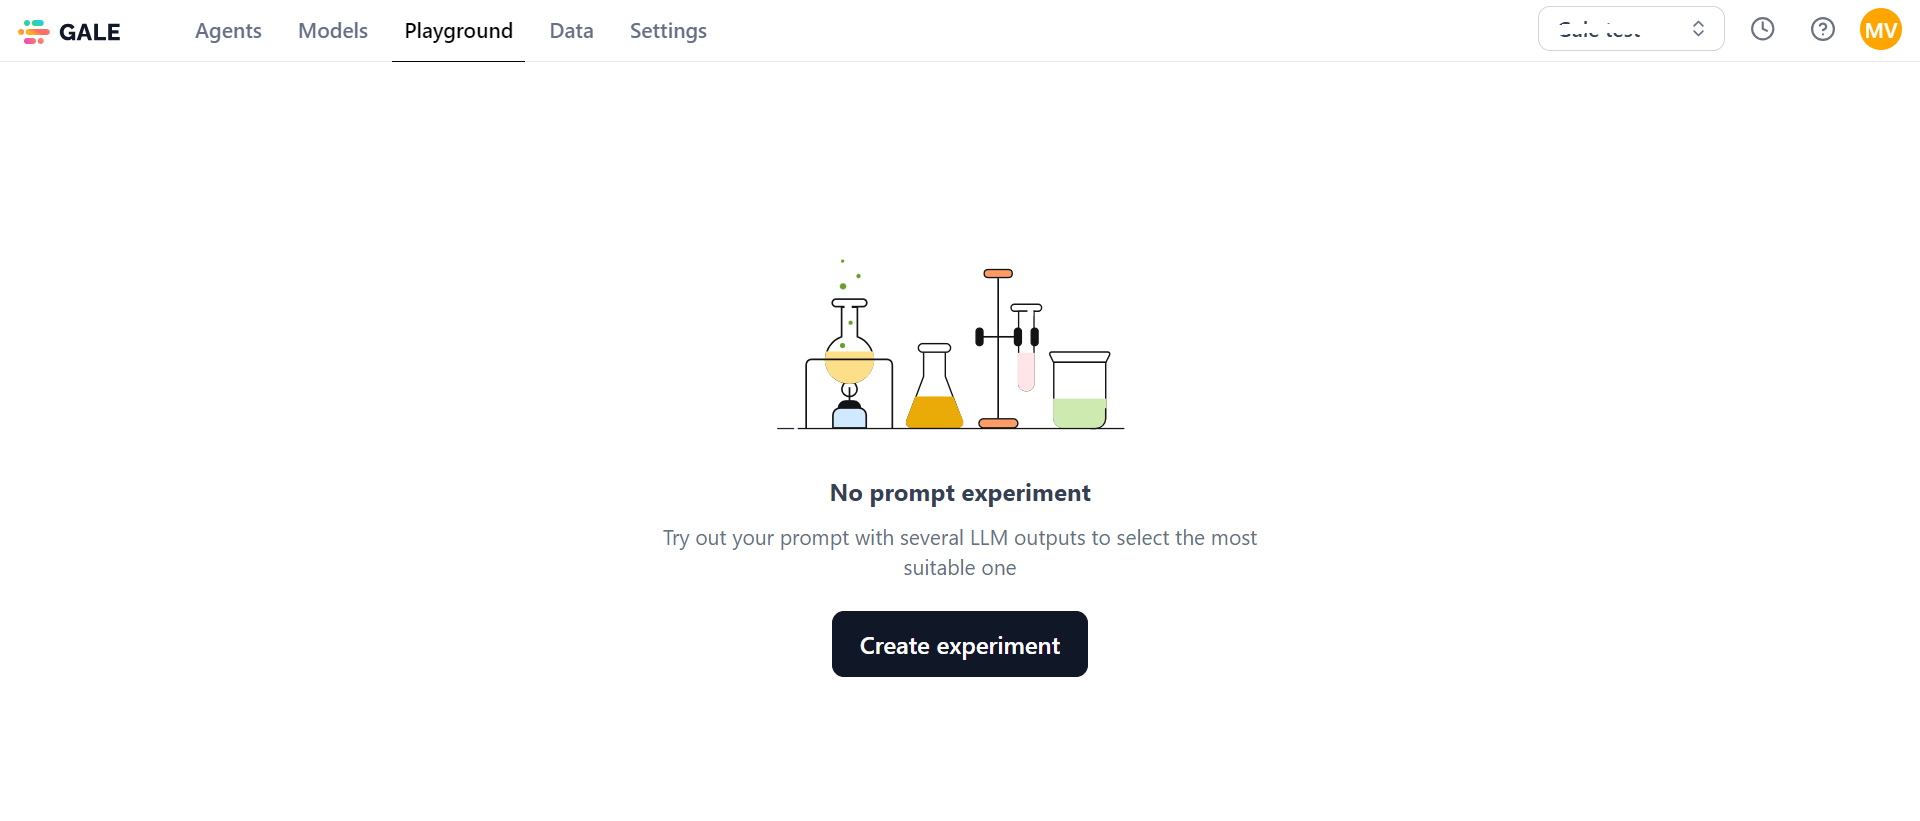 GALE
Agents Models Playground Data Settings
MV
No prompt experiment
Try out your prompt with several LLM outputs to select the most
suitable one
Create experiment